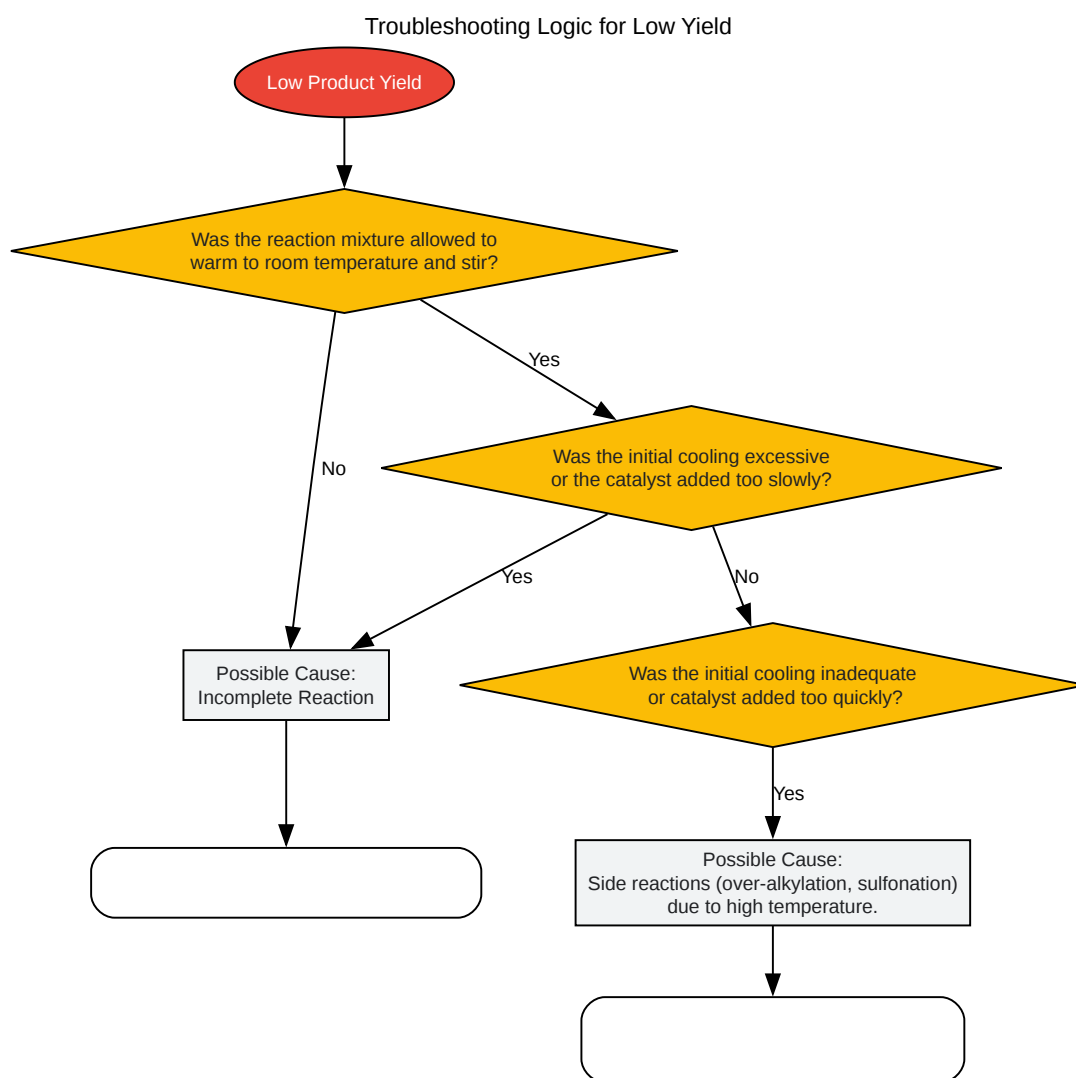 Troubleshooting Logic for Low Yield
Low Product Yield
Was the reaction mixture allowed to
warm to room temperature and stir?
Yes
No
Was the initial cooling excessive
or the catalyst added too slowly?
Yes
No
Possible Cause:
Incomplete Reaction
Was the initial cooling inadequate
or catalyst added too quickly?
Yes
Possible Cause:
Side reactions (over-alkylation, sulfonation)
due to high temperature.